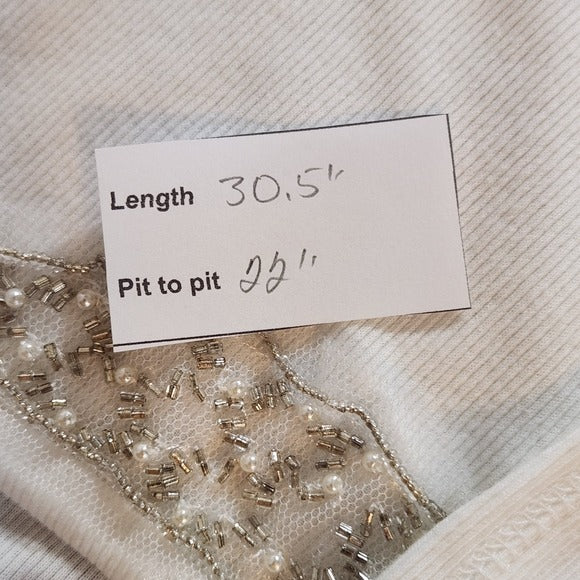 Length 30.5"
Pit to pit 22"